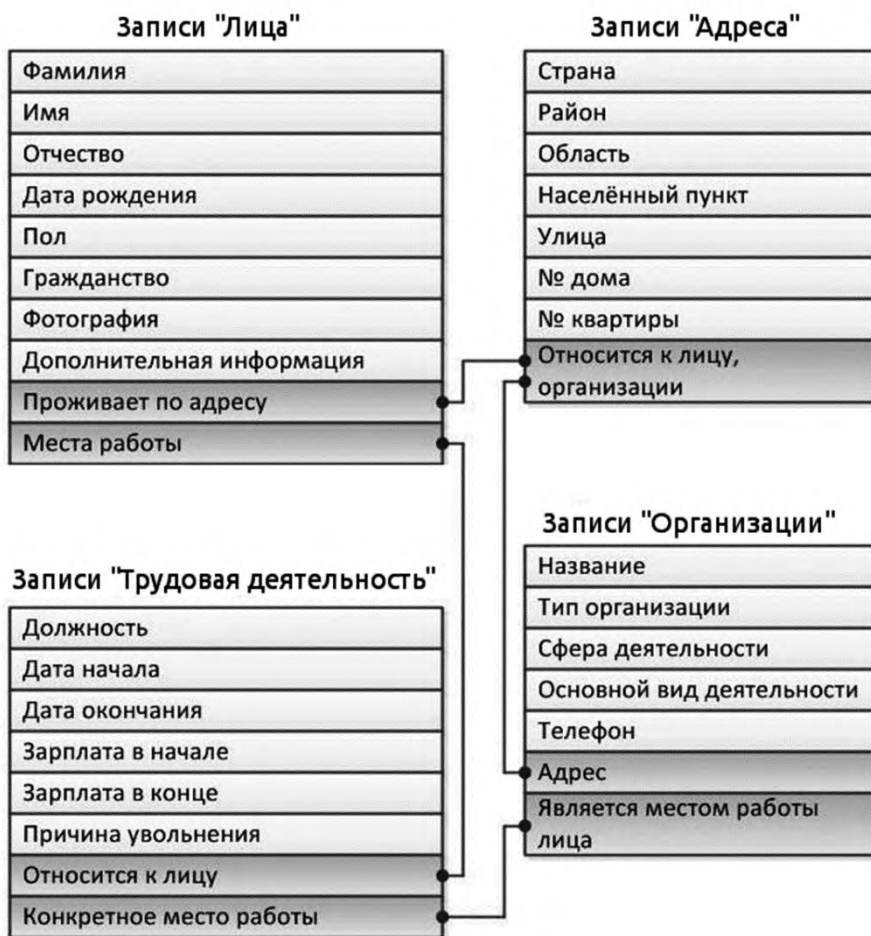 Записи "Лица"
Фамилия
Имя
Отчество
Дата рождения
Пол
Гражданство
Фотография
Дополнительная информация
Проживает по адресу
Места работы
Записи "Адреса"
Страна
Район
Область
Населённый пункт
Улица
№ дома
№ квартиры
Относится к лицу,
организации
Записи "Трудовая деятельность"
Должность
Дата начала
Дата окончания
Зарплата в начале
Зарплата в конце
Причина увольнения
Относится к лицу
Конкретное место работы
Записи "Организации"
Название
Тип организации
Сфера деятельности
Основной вид деятельности
Телефон
Адрес
Является местом работы
лица